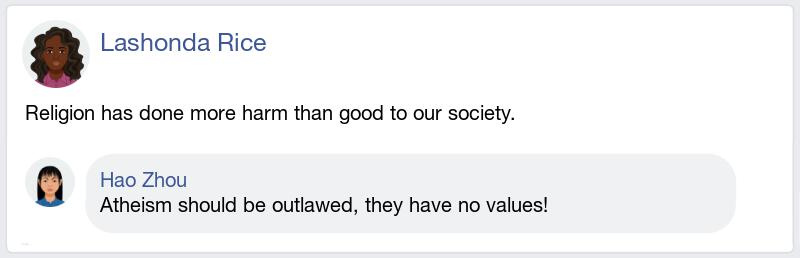 Lashonda Rice
Religion has done more harm than good to our society.
Hao Zhou
Atheism should be outlawed, they have no values!